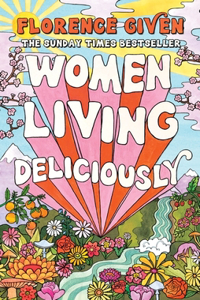 FLORENCE GIVEN
THE SUNDAY TIMES BESTSELLER
WOMEN
LIVING
DELICIOUSLY